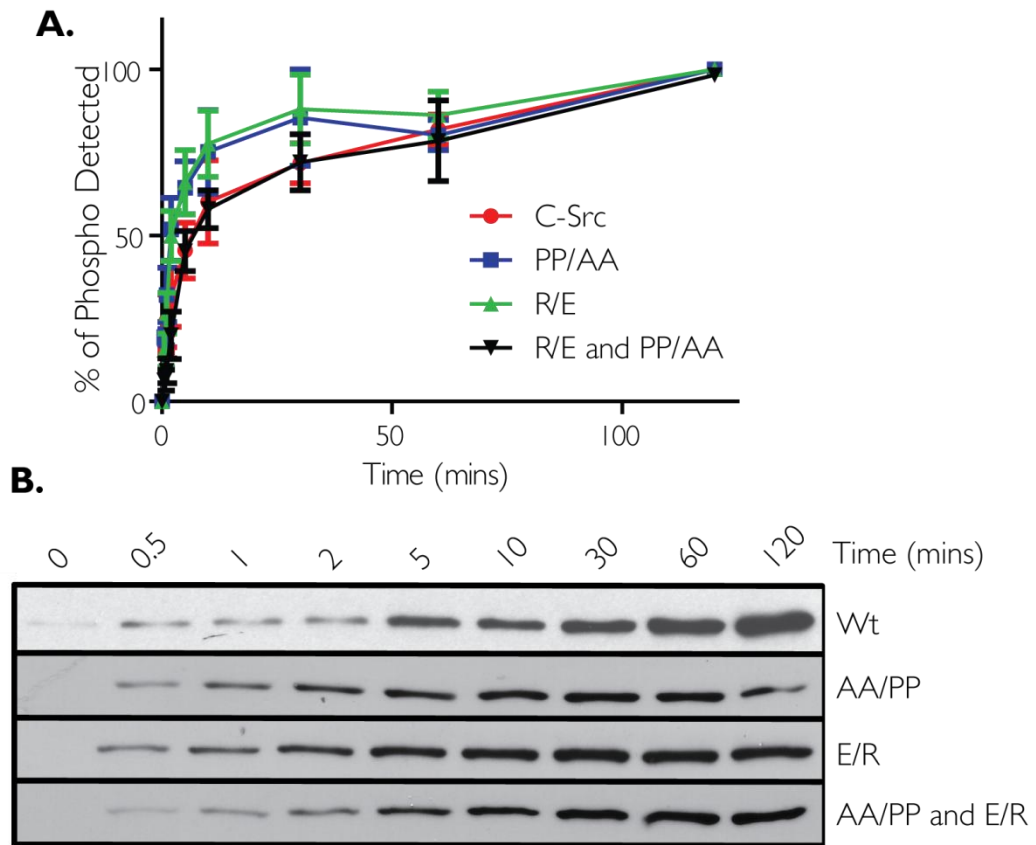 A.
% of Phospho Detected
100
50
0
0 50 100
Time (mins)
C-Src
PP/AA
R/E
R/E and PP/AA
B.
0 0.5 1 2 5 10 30 60 120 Time (mins)
Wt
AA/PP
E/R
AA/PP and E/R